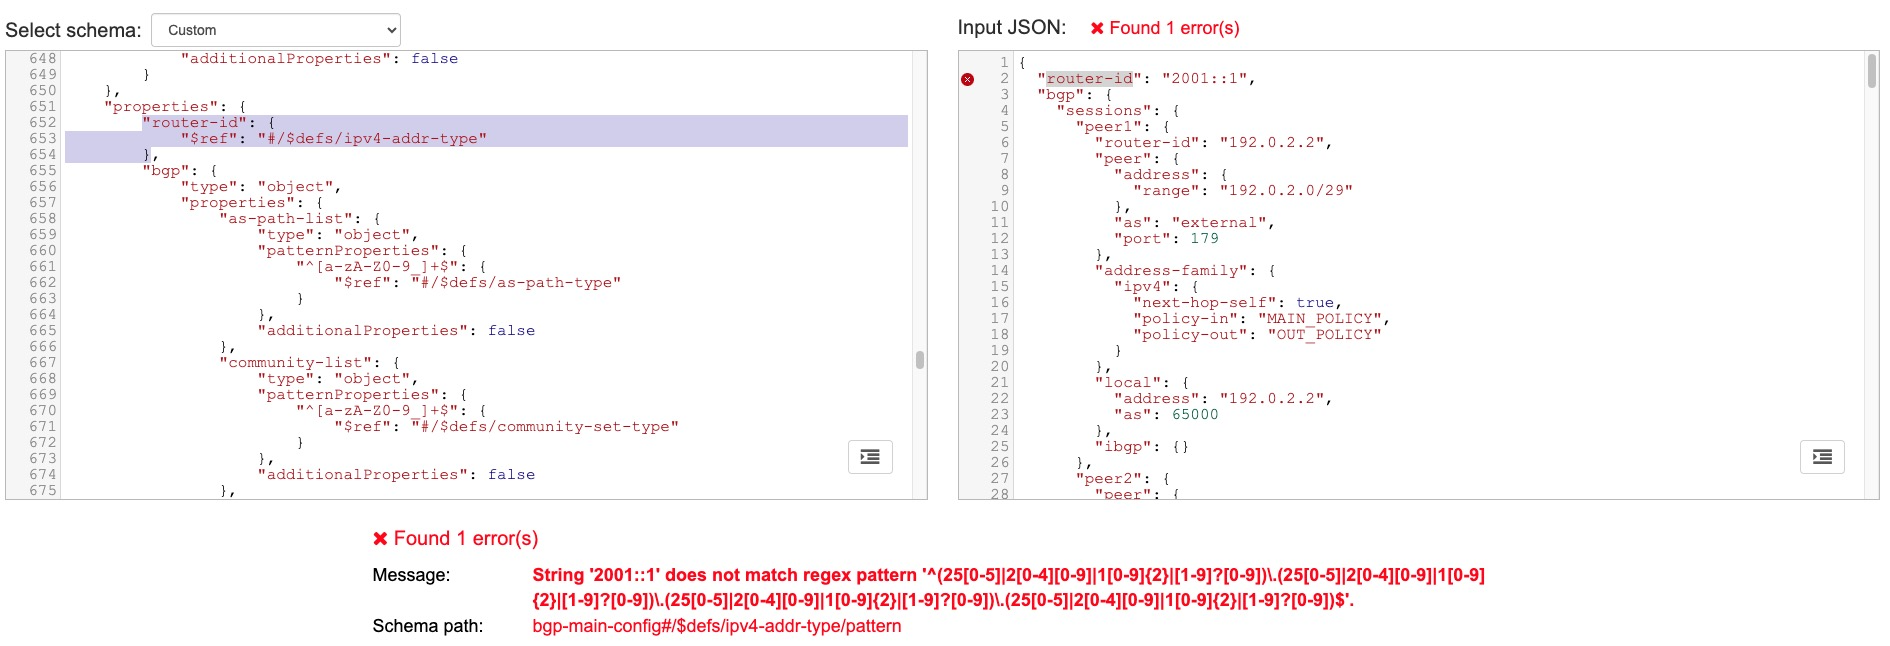 Select schema: Custom
648 "additionalProperties": false
649 }
650 },
651 "properties": {
652 "router-id": {
653 "$ref": "#/$defs/ipv4-addr-type"
654 },
655 "bgp": {
656 "type": "object",
657 "properties": {
658 "as-path-list": {
659 "type": "object",
660 "patternProperties": {
661 "^[a-zA-Z0-9_]+$": {
662 "$ref": "#/$defs/as-path-type"
663 }
664 },
665 "additionalProperties": false
666 },
667 "community-list": {
668 "type": "object",
669 "patternProperties": {
670 "^[a-zA-Z0-9_]+$": {
671 "$ref": "#/$defs/community-set-type"
672 }
673 },
674 "additionalProperties": false
675 },
Input JSON: ✖ Found 1 error(s)
1 {
2 "router-id": "2001::1",
3 "bgp": {
4 "sessions": {
5 "peer1": {
6 "router-id": "192.0.2.2",
7 "peer": {
8 "address": {
9 "range": "192.0.2.0/29"
10 },
11 "as": "external",
12 "port": 179
13 },
14 "address-family": {
15 "ipv4": {
16 "next-hop-self": true,
17 "policy-in": "MAIN_POLICY",
18 "policy-out": "OUT_POLICY"
19 }
20 },
21 "local": {
22 "address": "192.0.2.2",
23 "as": 65000
24 },
25 "ibgp": {}
26 },
27 "peer2": {
28 "peer": {
✖ Found 1 error(s)
Message: String '2001::1' does not match regex pattern '^(25[0-5]|2[0-4][0-9]|1[0-9]{2}|[1-9]?[0-9])\.(25[0-5]|2[0-4][0-9]|1[0-9]
{2}|[1-9]?[0-9])\.(25[0-5]|2[0-4][0-9]|1[0-9]{2}|[1-9]?[0-9])\.(25[0-5]|2[0-4][0-9]|1[0-9]{2}|[1-9]?[0-9])$'.
Schema path: bgp-main-config#/$defs/ipv4-addr-type/pattern